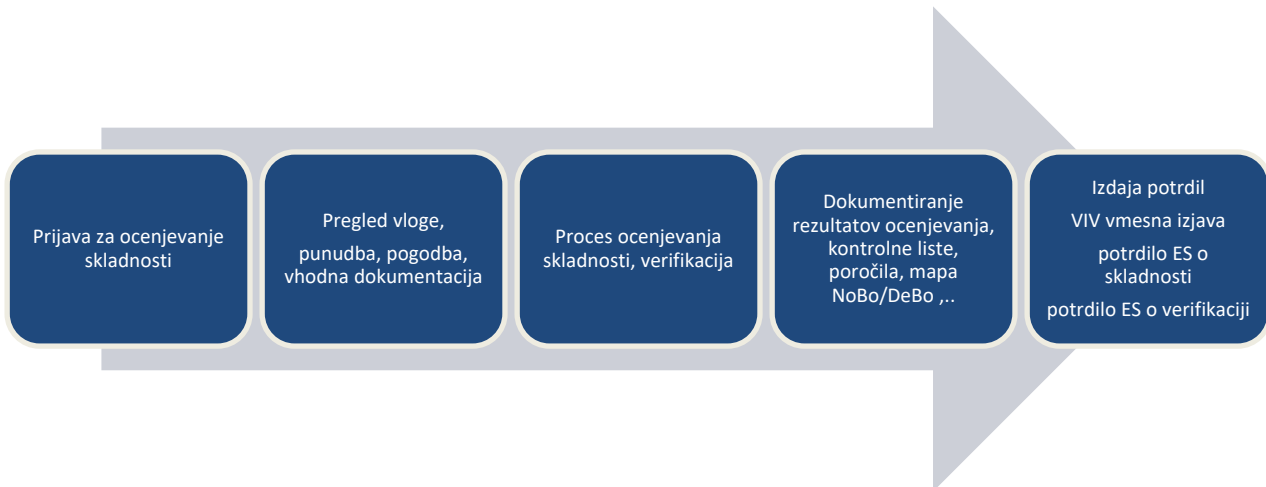 Prijava za ocenjevanje
skladnosti
Pregled vloge,
punudba, pogodba,
vhodna dokumentacija
Proces ocenjevanja
skladnosti, verifikacija
Dokumentiranje
rezultatov ocenjevanja,
kontrolne liste,
poročila, mapa
NoBo/DeBo ,..
Izdaja potrdil
VIV vmesna izjava
potrdilo ES o
skladnosti
potrdilo ES o verifikaciji